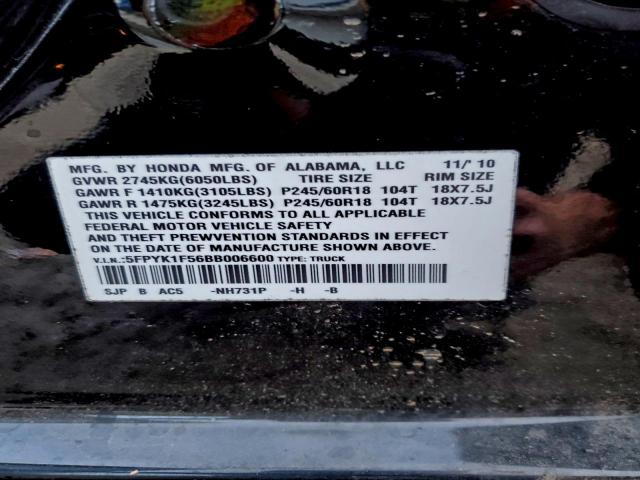 MFG. BY HONDA MFG. OF ALABAMA, LLC 11/' 10
GVWR 2745KG(6050LBS) TIRE SIZE RIM SIZE
GAWR F 1410KG(3105LBS) P245/60R18 104T 18X7.5J
GAWR R 1475KG(3245LBS) P245/60R18 104T 18X7.5J
THIS VEHICLE CONFORMS TO ALL APPLICABLE
FEDERAL MOTOR VEHICLE SAFETY
AND THEFT PREVVENTION STANDARDS IN EFFECT
ON THE DATE OF MANUFACTURE SHOWN ABOVE.
V.I.N.:5FPYK1F56BB006600 TYPE: TRUCK
SJP B AC5 -NH731P -H -B